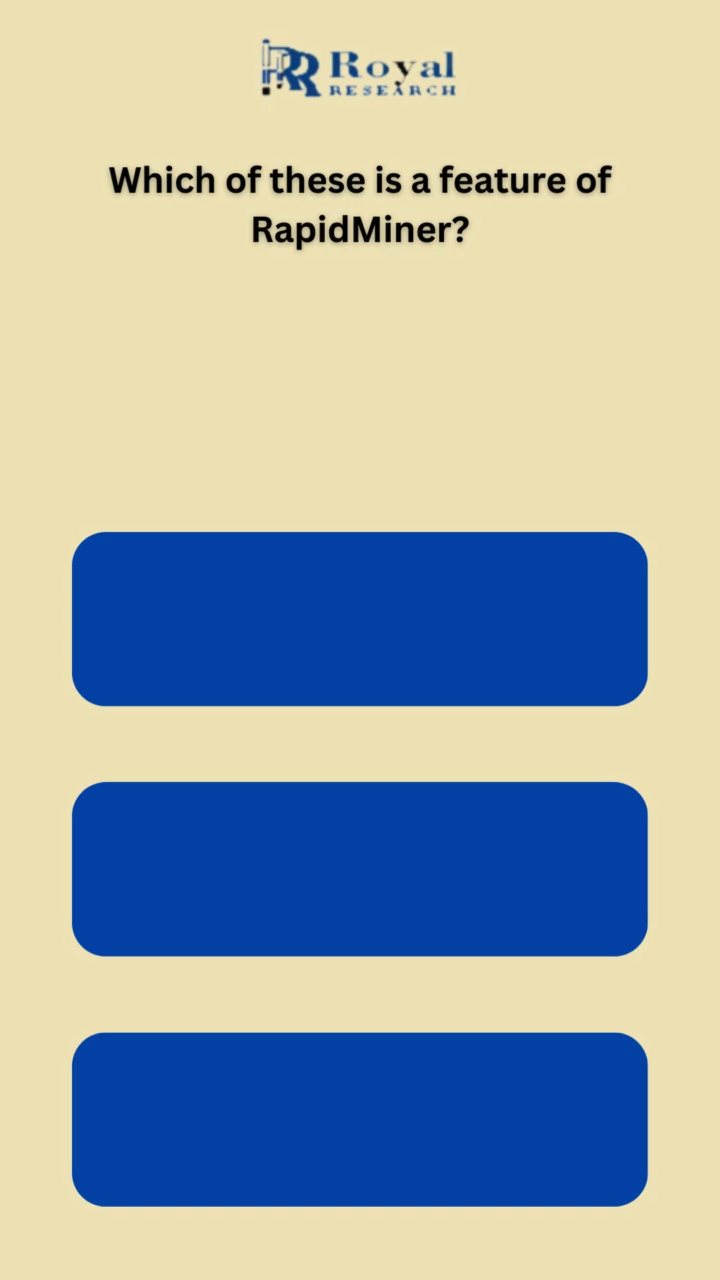 Royal
RESEARCH
Which of these is a feature of
RapidMiner?